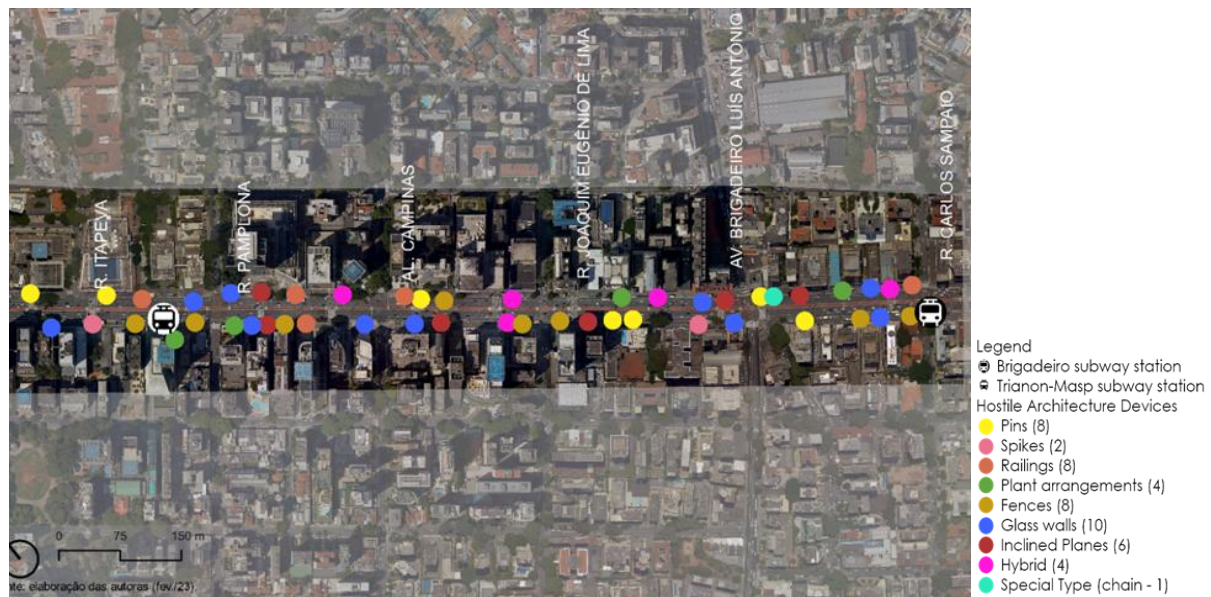 R. ITAPEVA
R. PAMPLONA
AL. CAMPINAS
R. JOAQUIM EUGÊNIO DE LIMA
AV. BRIGADEIRO LUÍS ANTÔNIO
R. CARLOS SAMPAIO
0 75 150 m
nte: elaboração das autoras (fev./23).
Legend
Brigadeiro subway station
Trianon-Masp subway station
Hostile Architecture Devices
Pins (8)
Spikes (2)
Railings (8)
Plant arrangements (4)
Fences (8)
Glass walls (10)
Inclined Planes (6)
Hybrid (4)
Special Type (chain - 1)